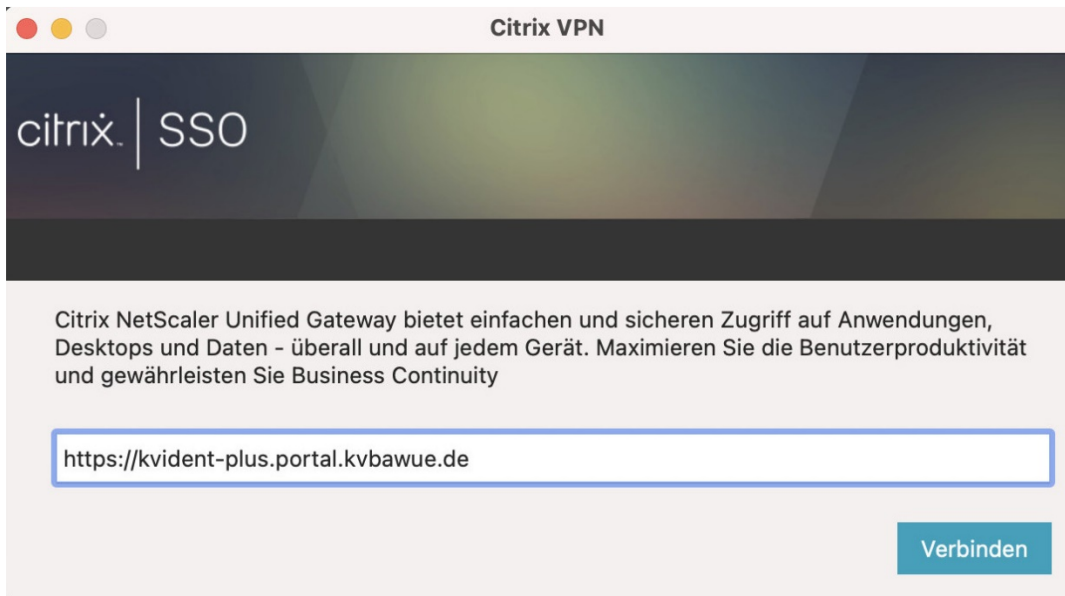 Citrix VPN
citrix™ | SSO
Citrix NetScaler Unified Gateway bietet einfachen und sicheren Zugriff auf Anwendungen,
Desktops und Daten - überall und auf jedem Gerät. Maximieren Sie die Benutzerproduktivität
und gewährleisten Sie Business Continuity
https://kvident-plus.portal.kvbawue.de
Verbinden